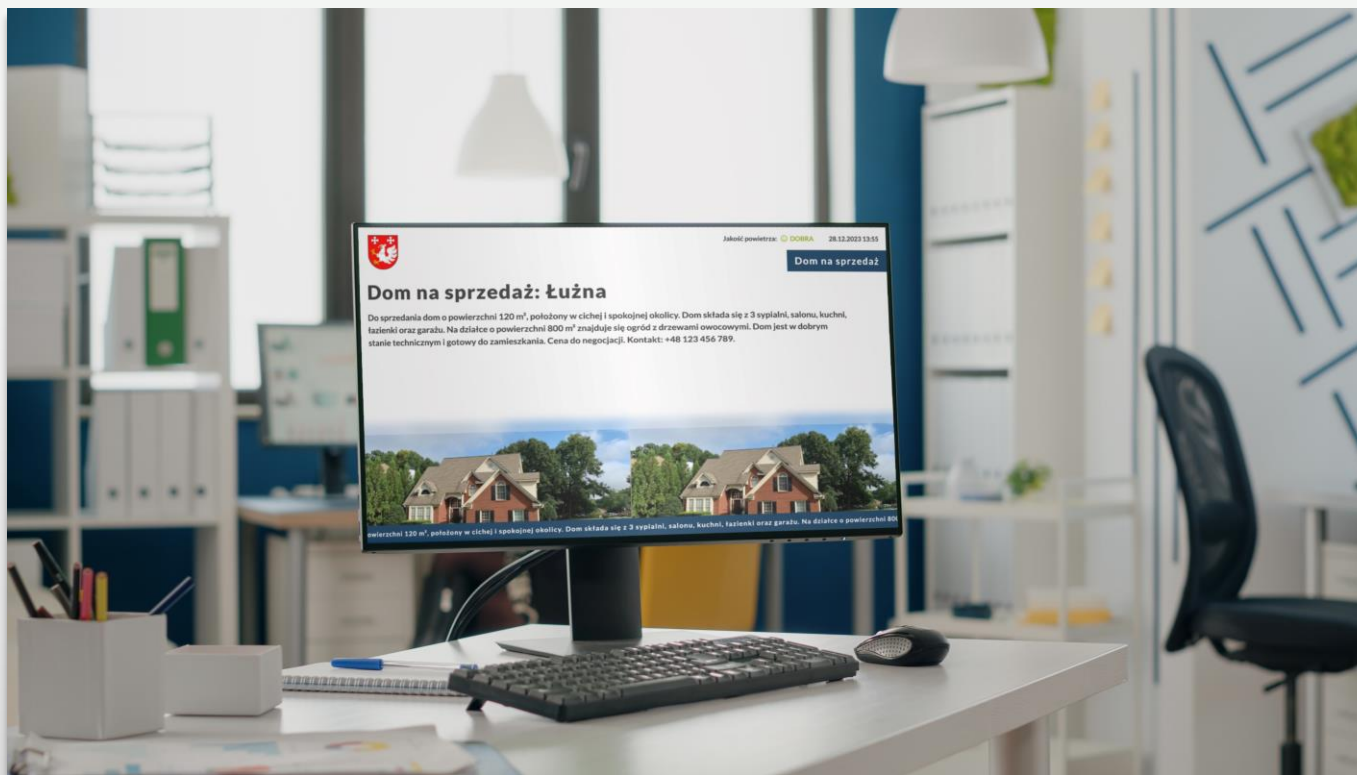 Jakość powietrza: DOBRA 28.12.2023 13:55
Dom na sprzedaż
Dom na sprzedaż: Łużna
Do sprzedania dom o powierzchni 120 m², położony w cichej i spokojnej okolicy. Dom składa się z 3 sypialni, salonu, kuchni,
łazienki oraz garażu. Na działce o powierzchni 800 m² znajduje się ogród z drzewami owocowymi. Dom jest w dobrym
stanie technicznym i gotowy do zamieszkania. Cena do negocjacji. Kontakt: +48 123 456 789.
owierzchni 120 m², położony w cichej i spokojnej okolicy. Dom składa się z 3 sypialni, salonu, kuchni, łazienki oraz garażu. Na działce o powierzchni 800